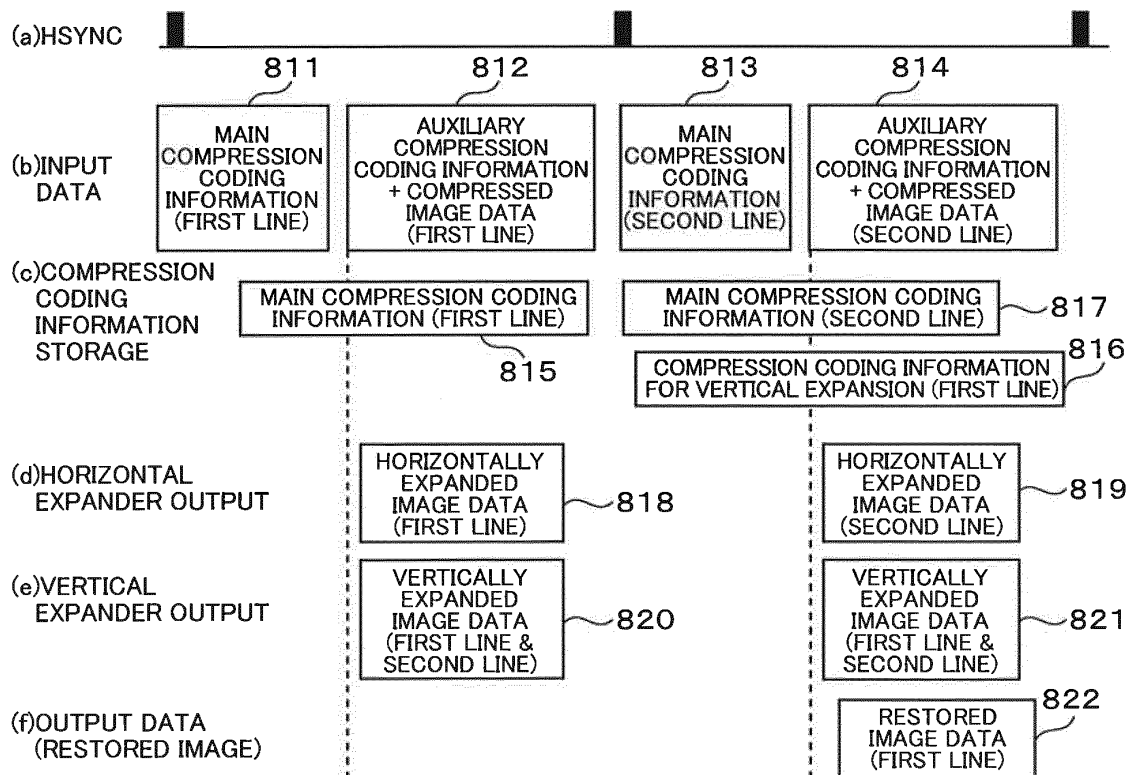 (a)HSYNC
811
812
813
814
(b)INPUT
DATA
MAIN
COMPRESSION
CODING
INFORMATION
(FIRST LINE)
AUXILIARY
COMPRESSION
CODING INFORMATION
+ COMPRESSED
IMAGE DATA
(FIRST LINE)
MAIN
COMPRESSION
CODING
INFORMATION
(SECOND LINE)
AUXILIARY
COMPRESSION
CODING INFORMATION
+ COMPRESSED
IMAGE DATA
(SECOND LINE)
(c)COMPRESSION
CODING
INFORMATION
STORAGE
MAIN COMPRESSION CODING
INFORMATION (FIRST LINE)
815
MAIN COMPRESSION CODING
INFORMATION (SECOND LINE)
817
816
COMPRESSION CODING INFORMATION
FOR VERTICAL EXPANSION (FIRST LINE)
(d)HORIZONTAL
EXPANDER OUTPUT
HORIZONTALLY
EXPANDED
IMAGE DATA
(FIRST LINE)
818
HORIZONTALLY
EXPANDED
IMAGE DATA
(SECOND LINE)
819
(e)VERTICAL
EXPANDER OUTPUT
VERTICALLY
EXPANDED
IMAGE DATA
(FIRST LINE &
SECOND LINE)
820
VERTICALLY
EXPANDED
IMAGE DATA
(FIRST LINE &
SECOND LINE)
821
(f)OUTPUT DATA
(RESTORED IMAGE)
822
RESTORED
IMAGE DATA
(FIRST LINE)